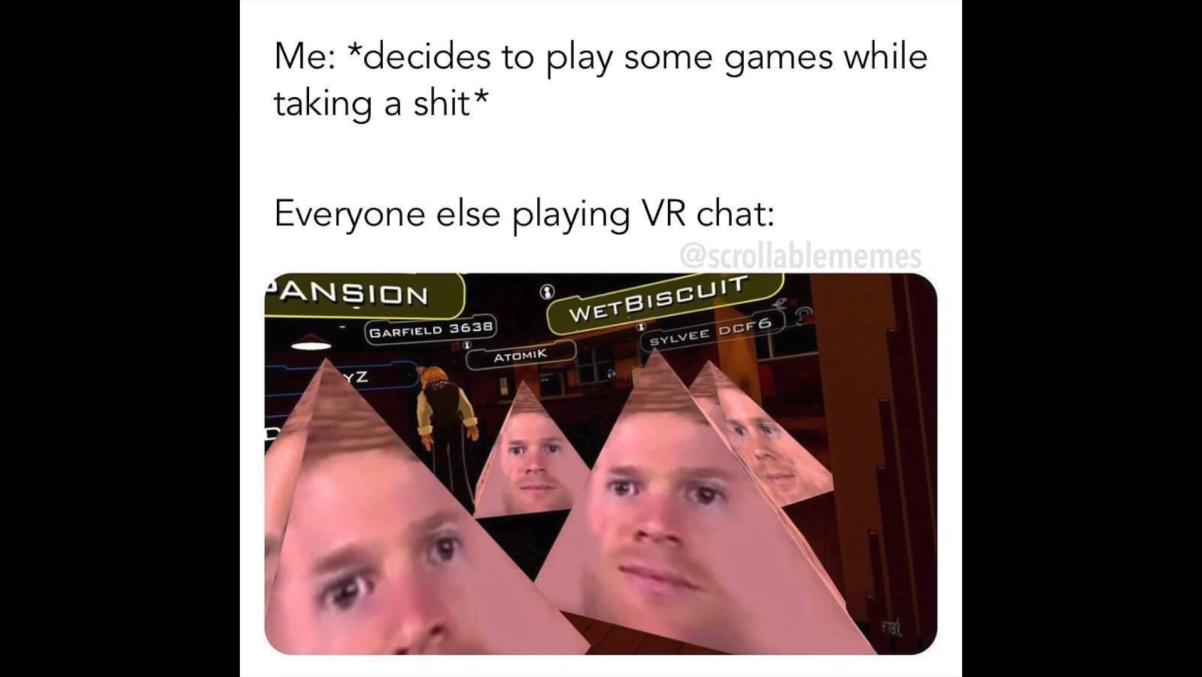 Me: *decides to play some games while
taking a shit*
Everyone else playing VR chat:
@scrollablememes
PANSION
WETBISCUIT
GARFIELD 3638
SYLVEE DCF6
ATOMIK
YZ